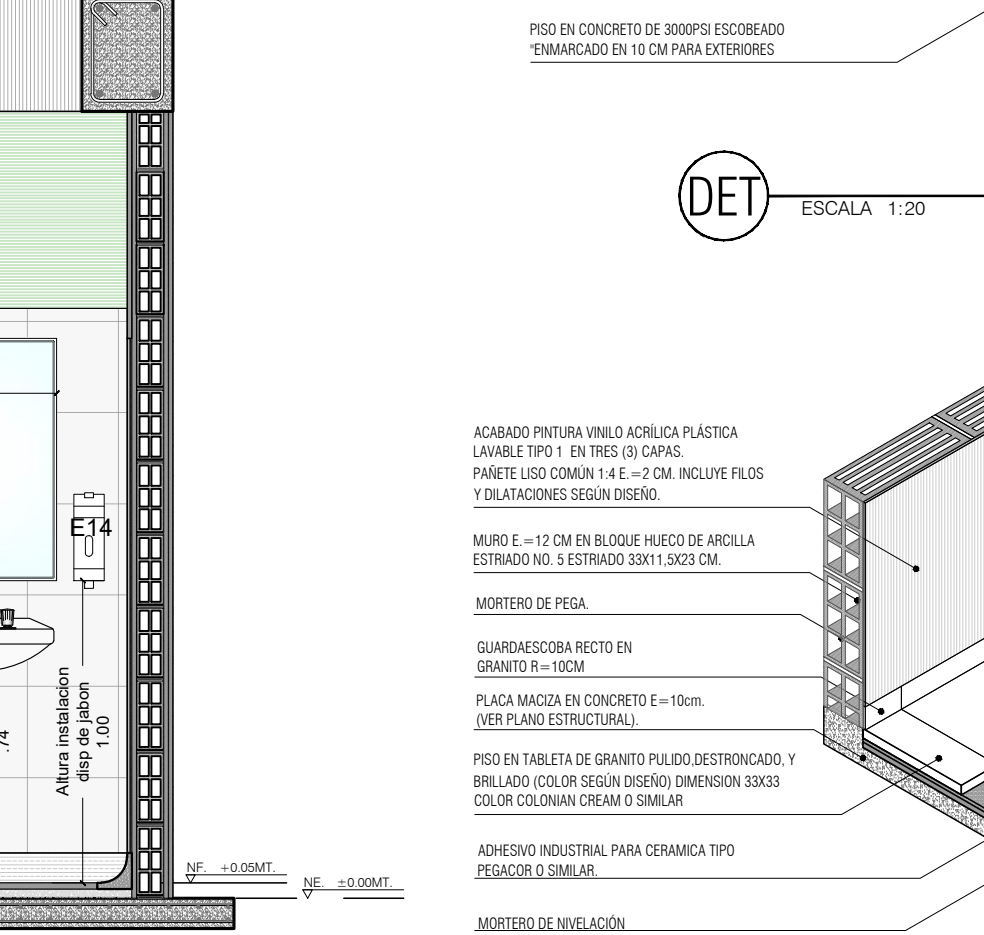 PISO EN CONCRETO DE 3000PSI ESCOBEADO
"ENMARCADO EN 10 CM PARA EXTERIORES
DET
ESCALA 1:20
ACABADO PINTURA VINILO ACRÍLICA PLÁSTICA
LAVABLE TIPO 1 EN TRES (3) CAPAS.
PAÑETE LISO COMÚN 1:4 E.=2 CM. INCLUYE FILOS
Y DILATACIONES SEGÚN DISEÑO.
MURO E.=12 CM EN BLOQUE HUECO DE ARCILLA
ESTRIADO NO. 5 ESTRIADO 33X11,5X23 CM.
MORTERO DE PEGA.
GUARDAESCOBA RECTO EN
GRANITO R=10CM
PLACA MACIZA EN CONCRETO E=10cm.
(VER PLANO ESTRUCTURAL).
PISO EN TABLETA DE GRANITO PULIDO,DESTRONCADO, Y
BRILLADO (COLOR SEGÚN DISEÑO) DIMENSION 33X33
COLOR COLONIAN CREAM O SIMILAR
ADHESIVO INDUSTRIAL PARA CERAMICA TIPO
PEGACOR O SIMILAR.
MORTERO DE NIVELACIÓN
E14
Altura instalacion
disp de jabon
1.00
.74
NF. +0.05MT.
NE. ±0.00MT.